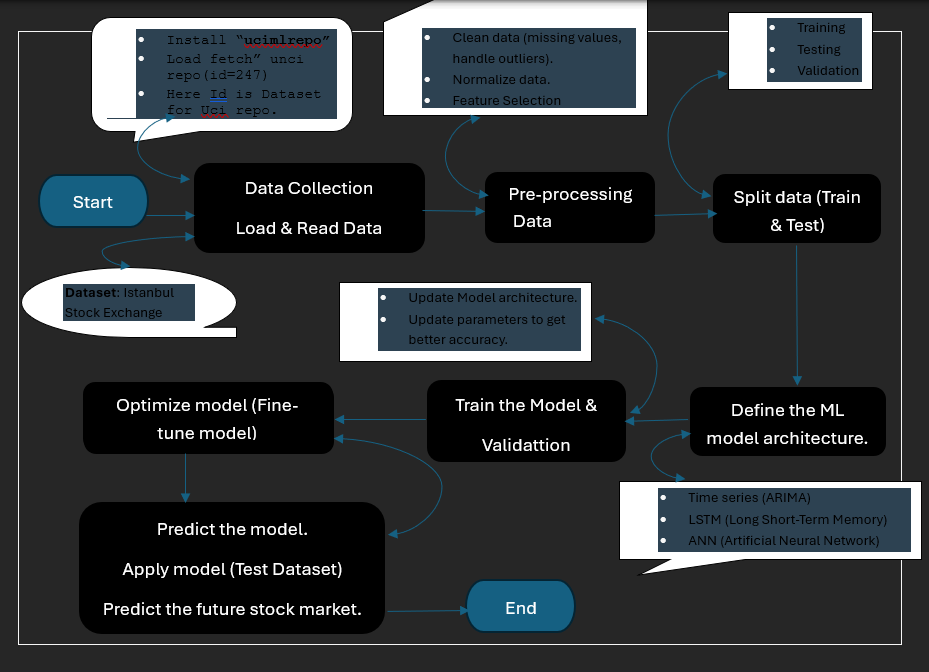 Install “ucimlrepo”
Load fetch” unci
repo(id=247)
Here Id is Dataset
for Uci repo.
Clean data (missing values,
handle outliers).
Normalize data.
Feature Selection
Training
Testing
Validation
Start
Data Collection
Load & Read Data
Pre-processing
Data
Split data (Train
& Test)
Dataset: Istanbul
Stock Exchange
Update Model architecture.
Update parameters to get
better accuracy.
Optimize model (Fine-
tune model)
Train the Model &
Validattion
Define the ML
model architecture.
Time series (ARIMA)
LSTM (Long Short-Term Memory)
ANN (Artificial Neural Network)
Predict the model.
Apply model (Test Dataset)
Predict the future stock market.
End